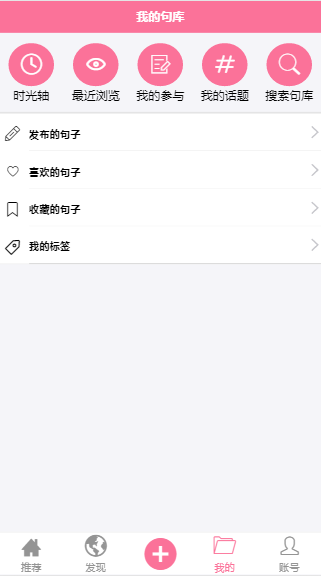 我的句库
时光轴 最近浏览 我的参与 我的话题 搜索句库
发布的句子
喜欢的句子
收藏的句子
我的标签
推荐 发现 我的 账号